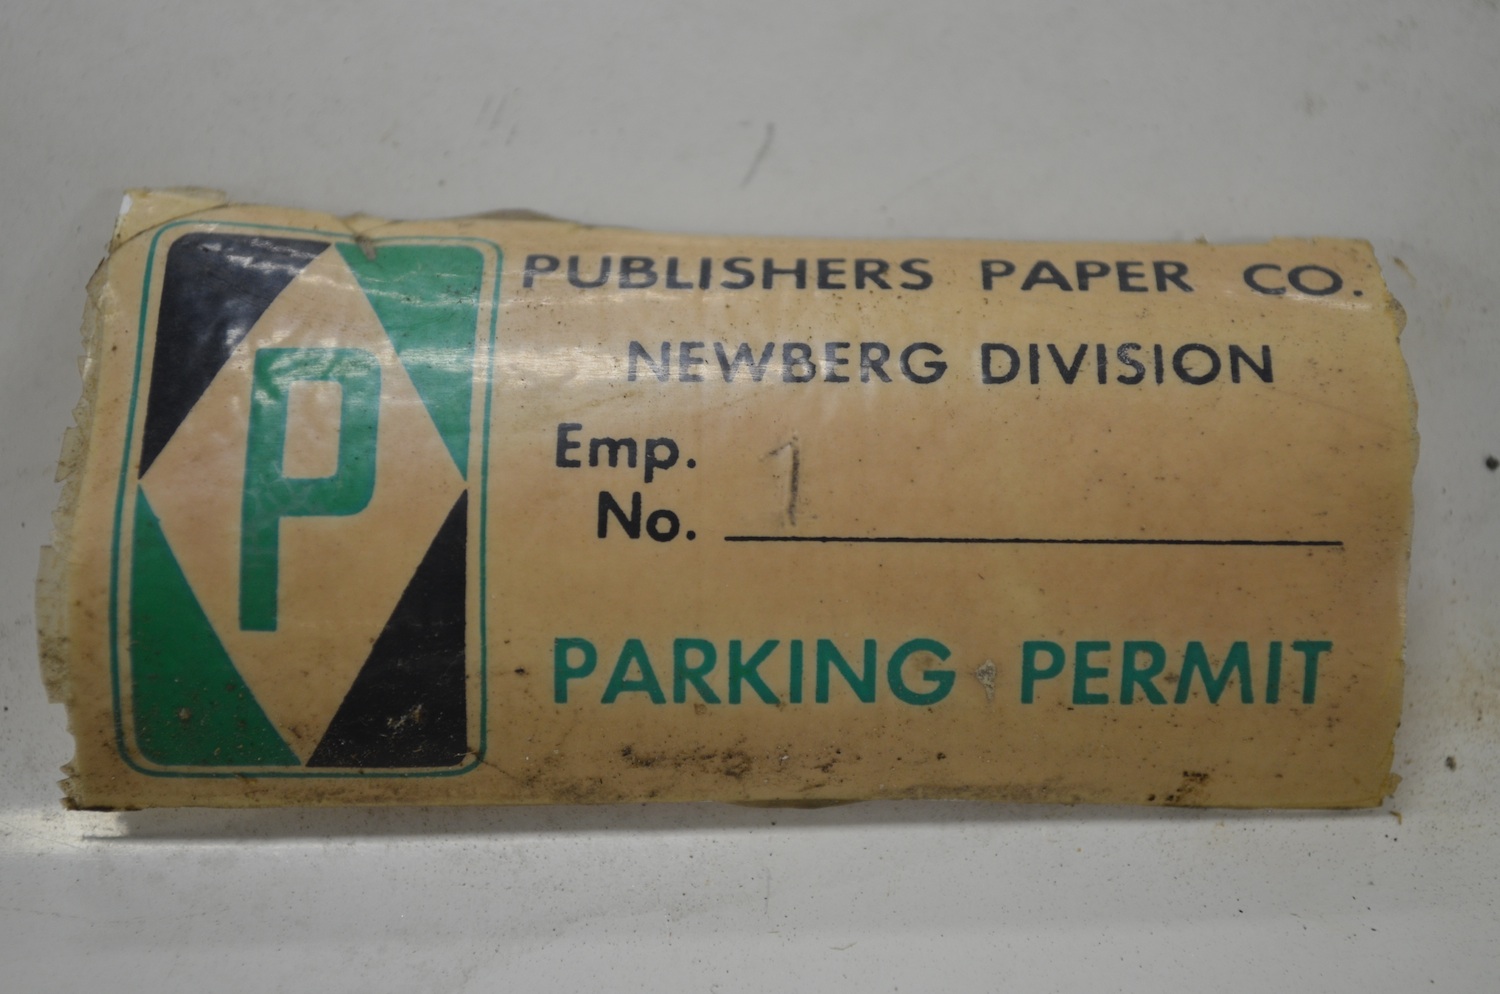 P
PUBLISHERS PAPER CO.
NEWBERG DIVISION
Emp.
No. 1
PARKING PERMIT